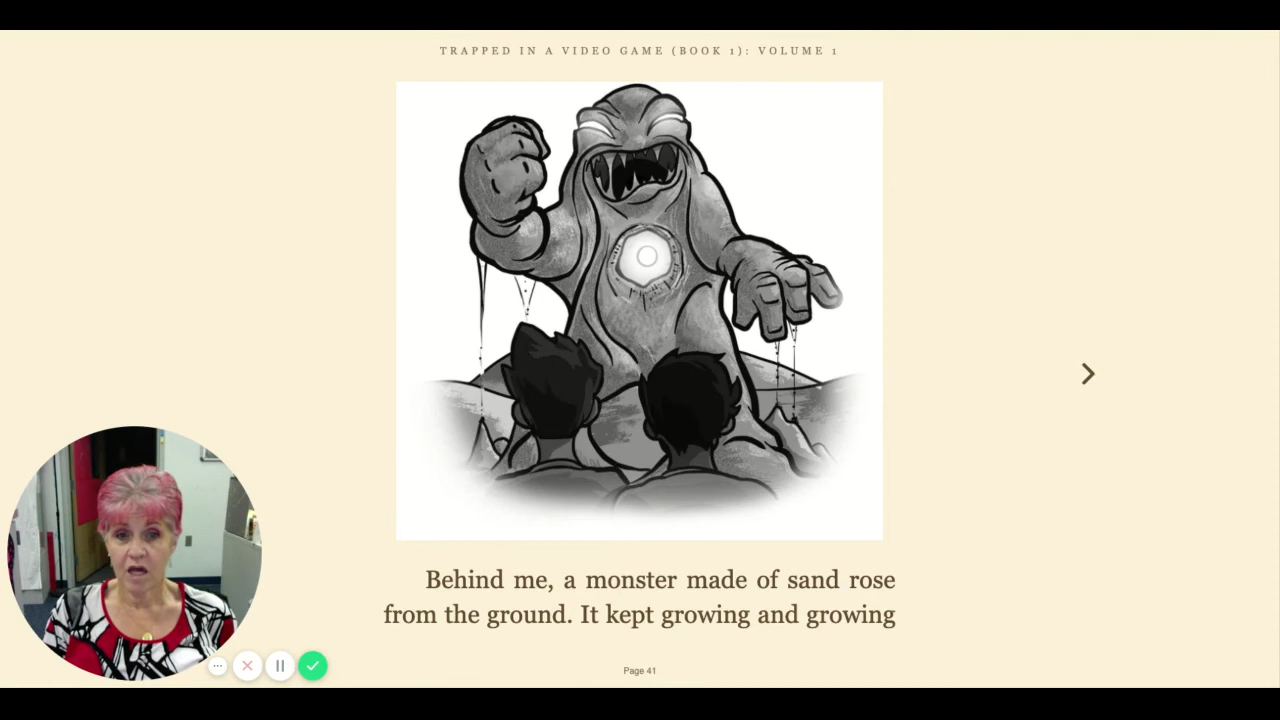 TRAPPED IN A VIDEO GAME (BOOK 1): VOLUME 1
Behind me, a monster made of sand rose
from the ground. It kept growing and growing
Page 41